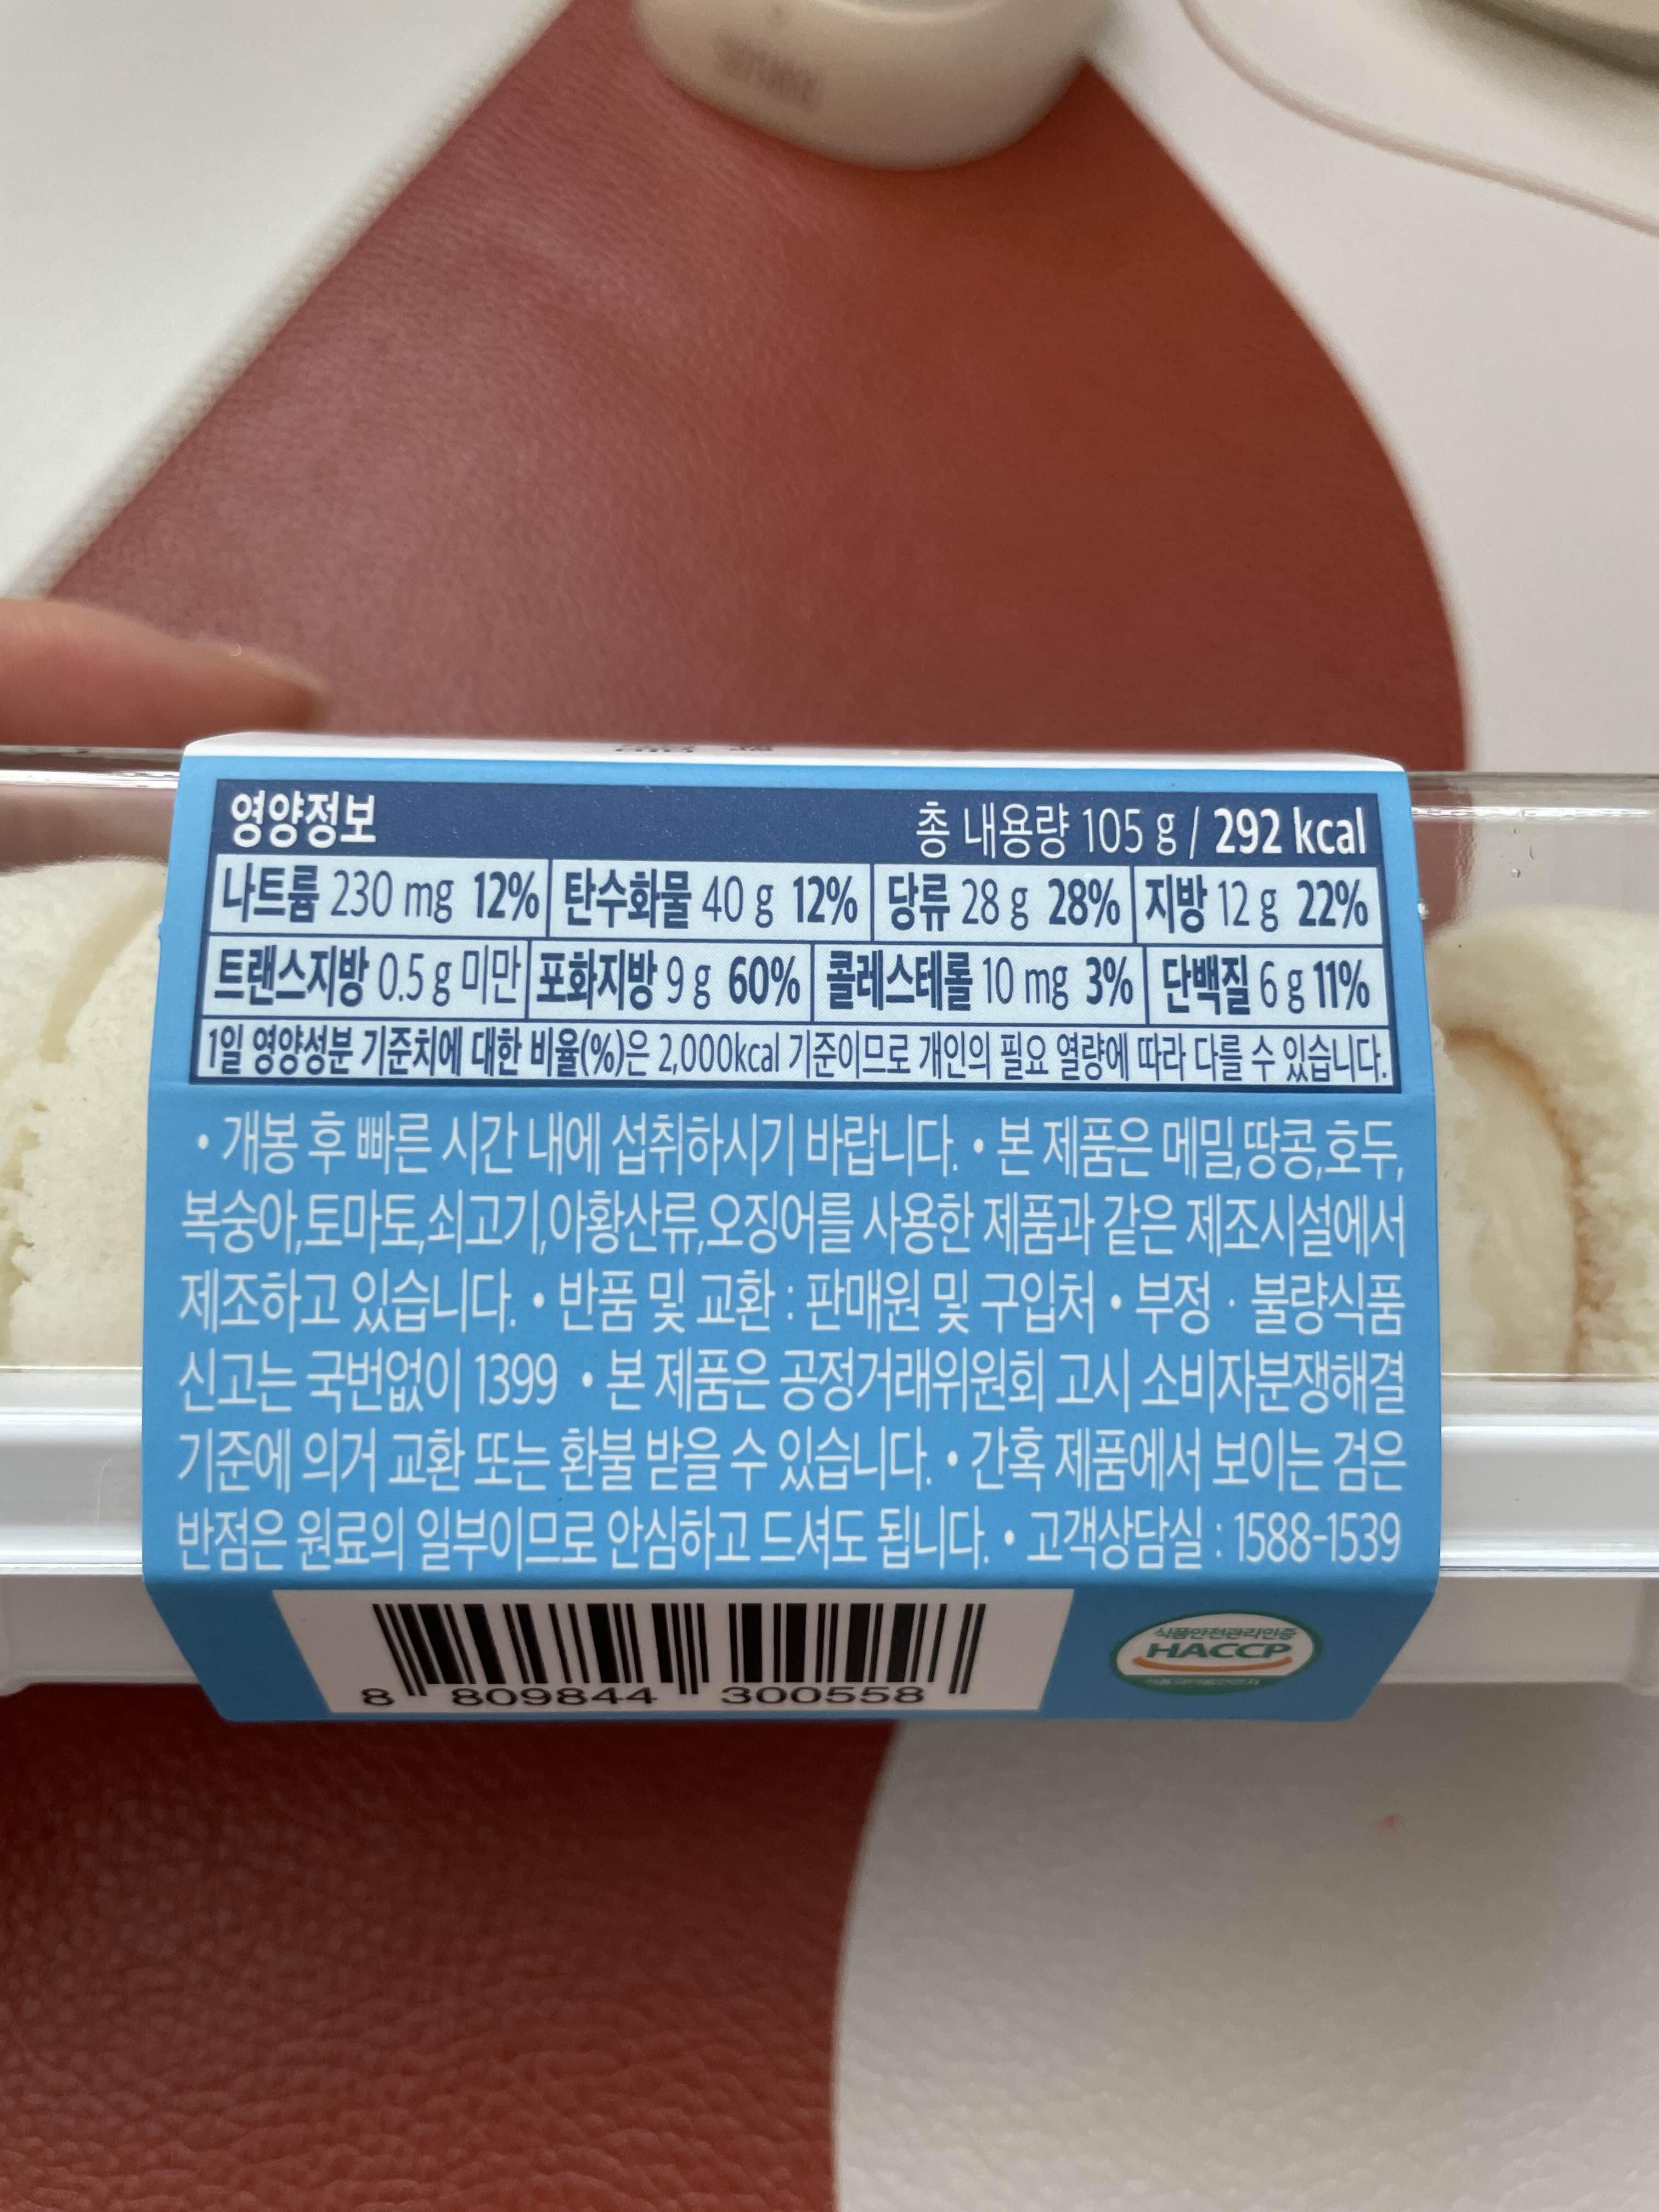 영양정보 총 내용량 105 g / 292 kcal
나트륨 230 mg 12% 탄수화물 40 g 12% 당류 28 g 28% 지방 12 g 22%
트랜스지방 0.5 g 미만 포화지방 9 g 60% 콜레스테롤 10 mg 3% 단백질 6 g 11%
1일 영양성분 기준치에 대한 비율(%)은 2,000kcal 기준이므로 개인의 필요 열량에 따라 다를 수 있습니다.
• 개봉 후 빠른 시간 내에 섭취하시기 바랍니다. • 본 제품은 메밀,땅콩,호두,
복숭아,토마토,쇠고기,아황산류,오징어를 사용한 제품과 같은 제조시설에서
제조하고 있습니다. • 반품 및 교환 : 판매원 및 구입처 • 부정 · 불량식품
신고는 국번없이 1399 • 본 제품은 공정거래위원회 고시 소비자분쟁해결
기준에 의거 교환 또는 환불 받을 수 있습니다. • 간혹 제품에서 보이는 검은
반점은 원료의 일부이므로 안심하고 드셔도 됩니다. • 고객상담실 : 1588-1539
8 809844 300558
식품안전관리인증
HACCP